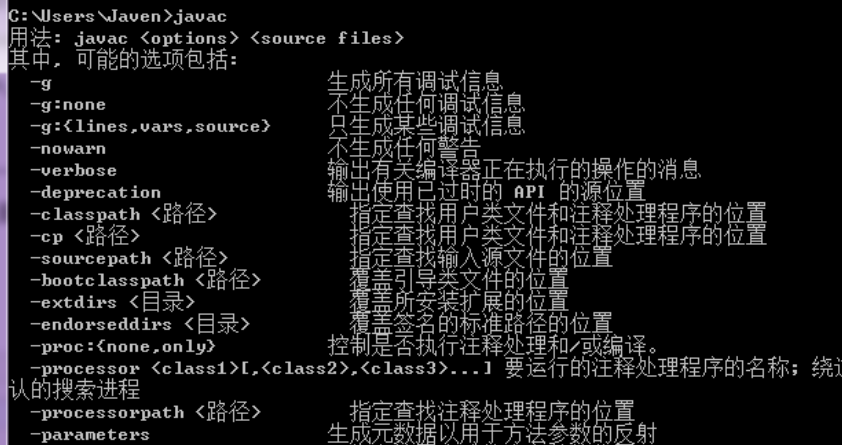 C:\Users\Javen>javac
用法: javac <options> <source files>
其中, 可能的选项包括:
-g 生成所有调试信息
-g:none 不生成任何调试信息
-g:{lines,vars,source} 只生成某些调试信息
-nowarn 不生成任何警告
-verbose 输出有关编译器正在执行的操作的消息
-deprecation 输出使用已过时的 API 的源位置
-classpath <路径> 指定查找用户类文件和注释处理程序的位置
-cp <路径> 指定查找用户类文件和注释处理程序的位置
-sourcepath <路径> 指定查找输入源文件的位置
-bootclasspath <路径> 覆盖引导类文件的位置
-extdirs <目录> 覆盖所安装扩展的位置
-endorseddirs <目录> 覆盖签名的标准路径的位置
-proc:{none,only} 控制是否执行注释处理和/或编译。
-processor <class1>[,<class2>,<class3>...] 要运行的注释处理程序的名称; 绕过
认的搜索进程
-processorpath <路径> 指定查找注释处理程序的位置
-parameters 生成元数据以用于方法参数的反射